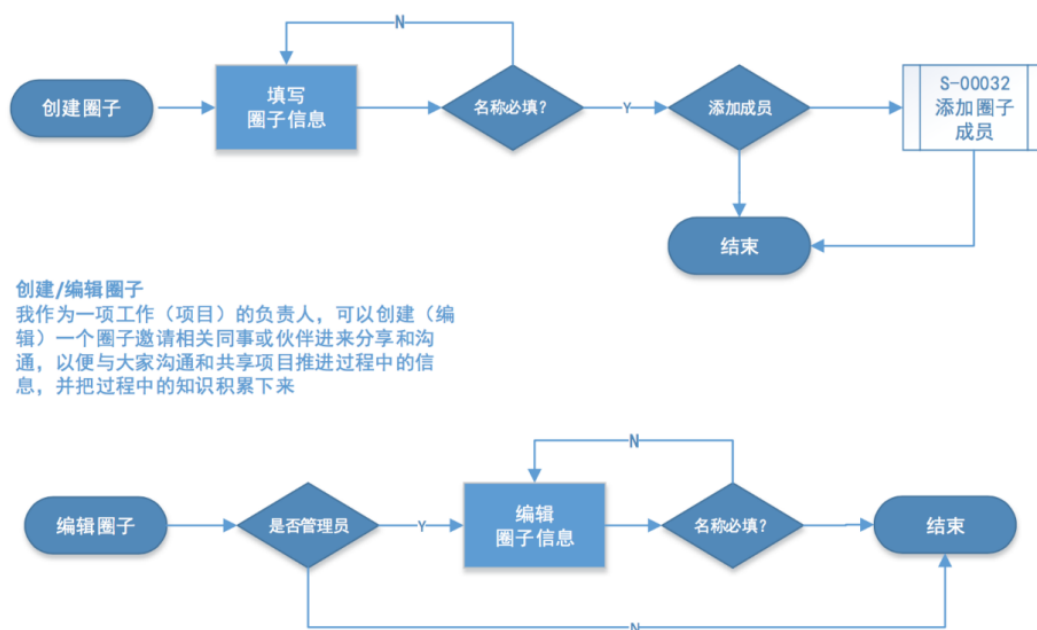 N
创建圈子
填写
圈子信息
名称必填?
Y
添加成员
S-00032
添加圈子
成员
结束
创建/编辑圈子
我作为一项工作（项目）的负责人，可以创建（编
辑）一个圈子邀请相关同事或伙伴进来分享和沟
通，以便与大家沟通和共享项目推进过程中的信
息，并把过程中的知识积累下来
N
编辑圈子
是否管理员
Y
编辑
圈子信息
名称必填?
结束
N